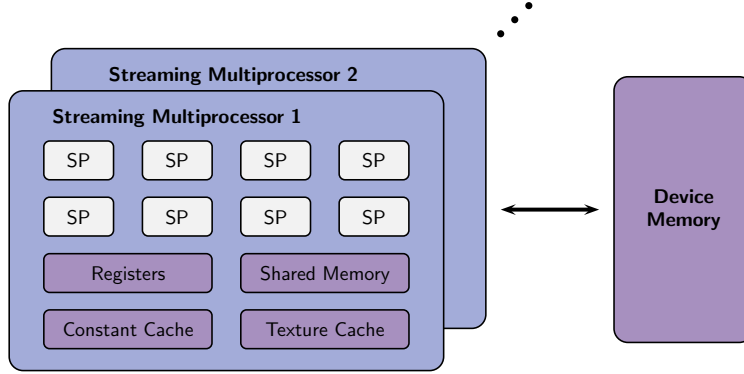 Streaming Multiprocessor 2
Streaming Multiprocessor 1
SP SP SP SP
SP SP SP SP
Registers Shared Memory
Constant Cache Texture Cache
Device
Memory